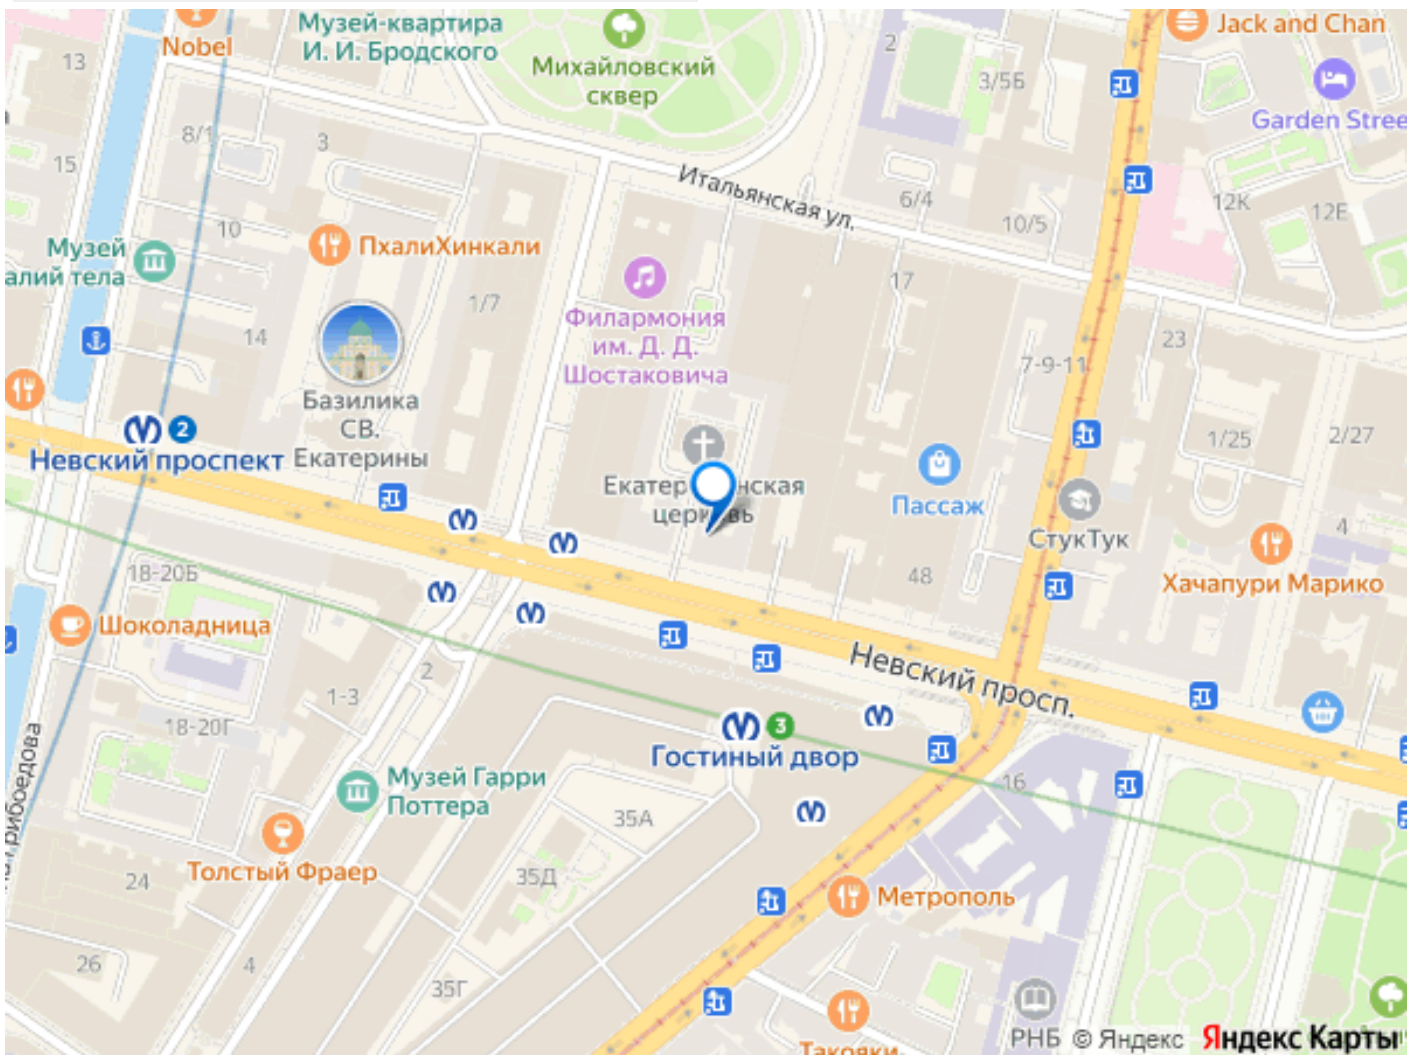 Nobel
Музей-квартира
И. И. Бродского
Михайловский
сквер
Jack and Chan
Garden Stree
13
2
3/5Б
8/1
3
15
Итальянская ул.
6/4
10/5
12К
12Е
10
ПхалиХинкали
Музей
алий тела
17
1/7
Филармония
им. Д. Д.
Шостаковича
14
23
7-9-11
Базилика
СВ.
Екатерины
2
Невский проспект
1/25
2/27
Пассаж
церковь
СтукТук
4
Хачапури Марико
18-20Б
48
Шоколадница
Невский просп.
2
1-3
18-20Г
3
Гостиный двор
16
Музей Гарри
Поттера
35А
Толстый Фраер
24
35Д
Метрополь
26
4
35Г
РНБ
© Яндекс
Яндекс Карты
Такояки-